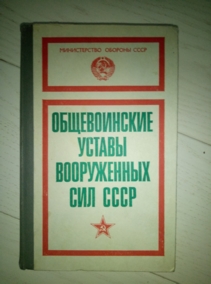 МИНИСТЕРСТВО ОБОРОНЫ СССР
ОБЩЕВОИНСКИЕ
УСТАВЫ
ВООРУЖЕННЫХ
СИЛ СССР